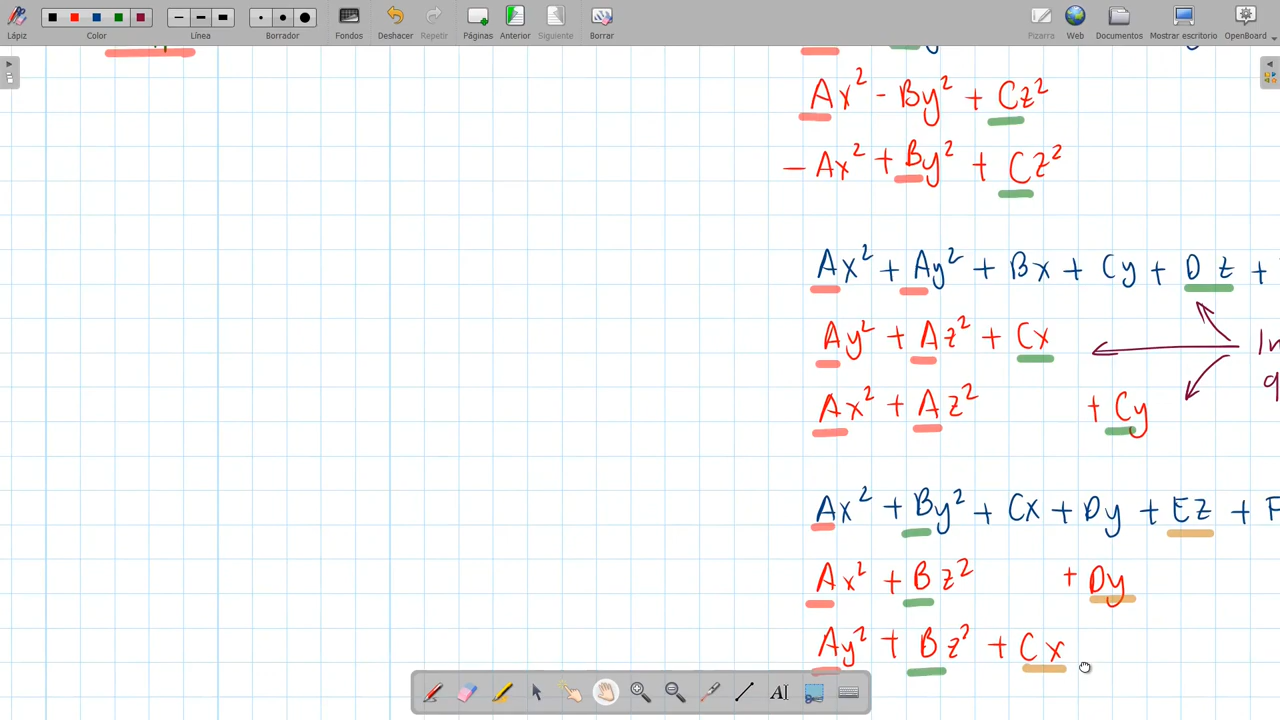 Lápiz Color Línea Borrador Fondos Deshacer Repetir Páginas Anterior Siguiente Borrar Pizarra Web Documentos Mostrar escritorio OpenBoard
Ax² - By² + Cz²
- Ax² + By² + Cz²
Ax² + Ay² + Bx + Cy + Dz +
Ay² + Az² + Cx
Ax² + Az² + Cy
Ax² + By² + Cx + Dy + Ez + F
Ax² + Bz² + Dy
Ay² + Bz² + Cx
AI